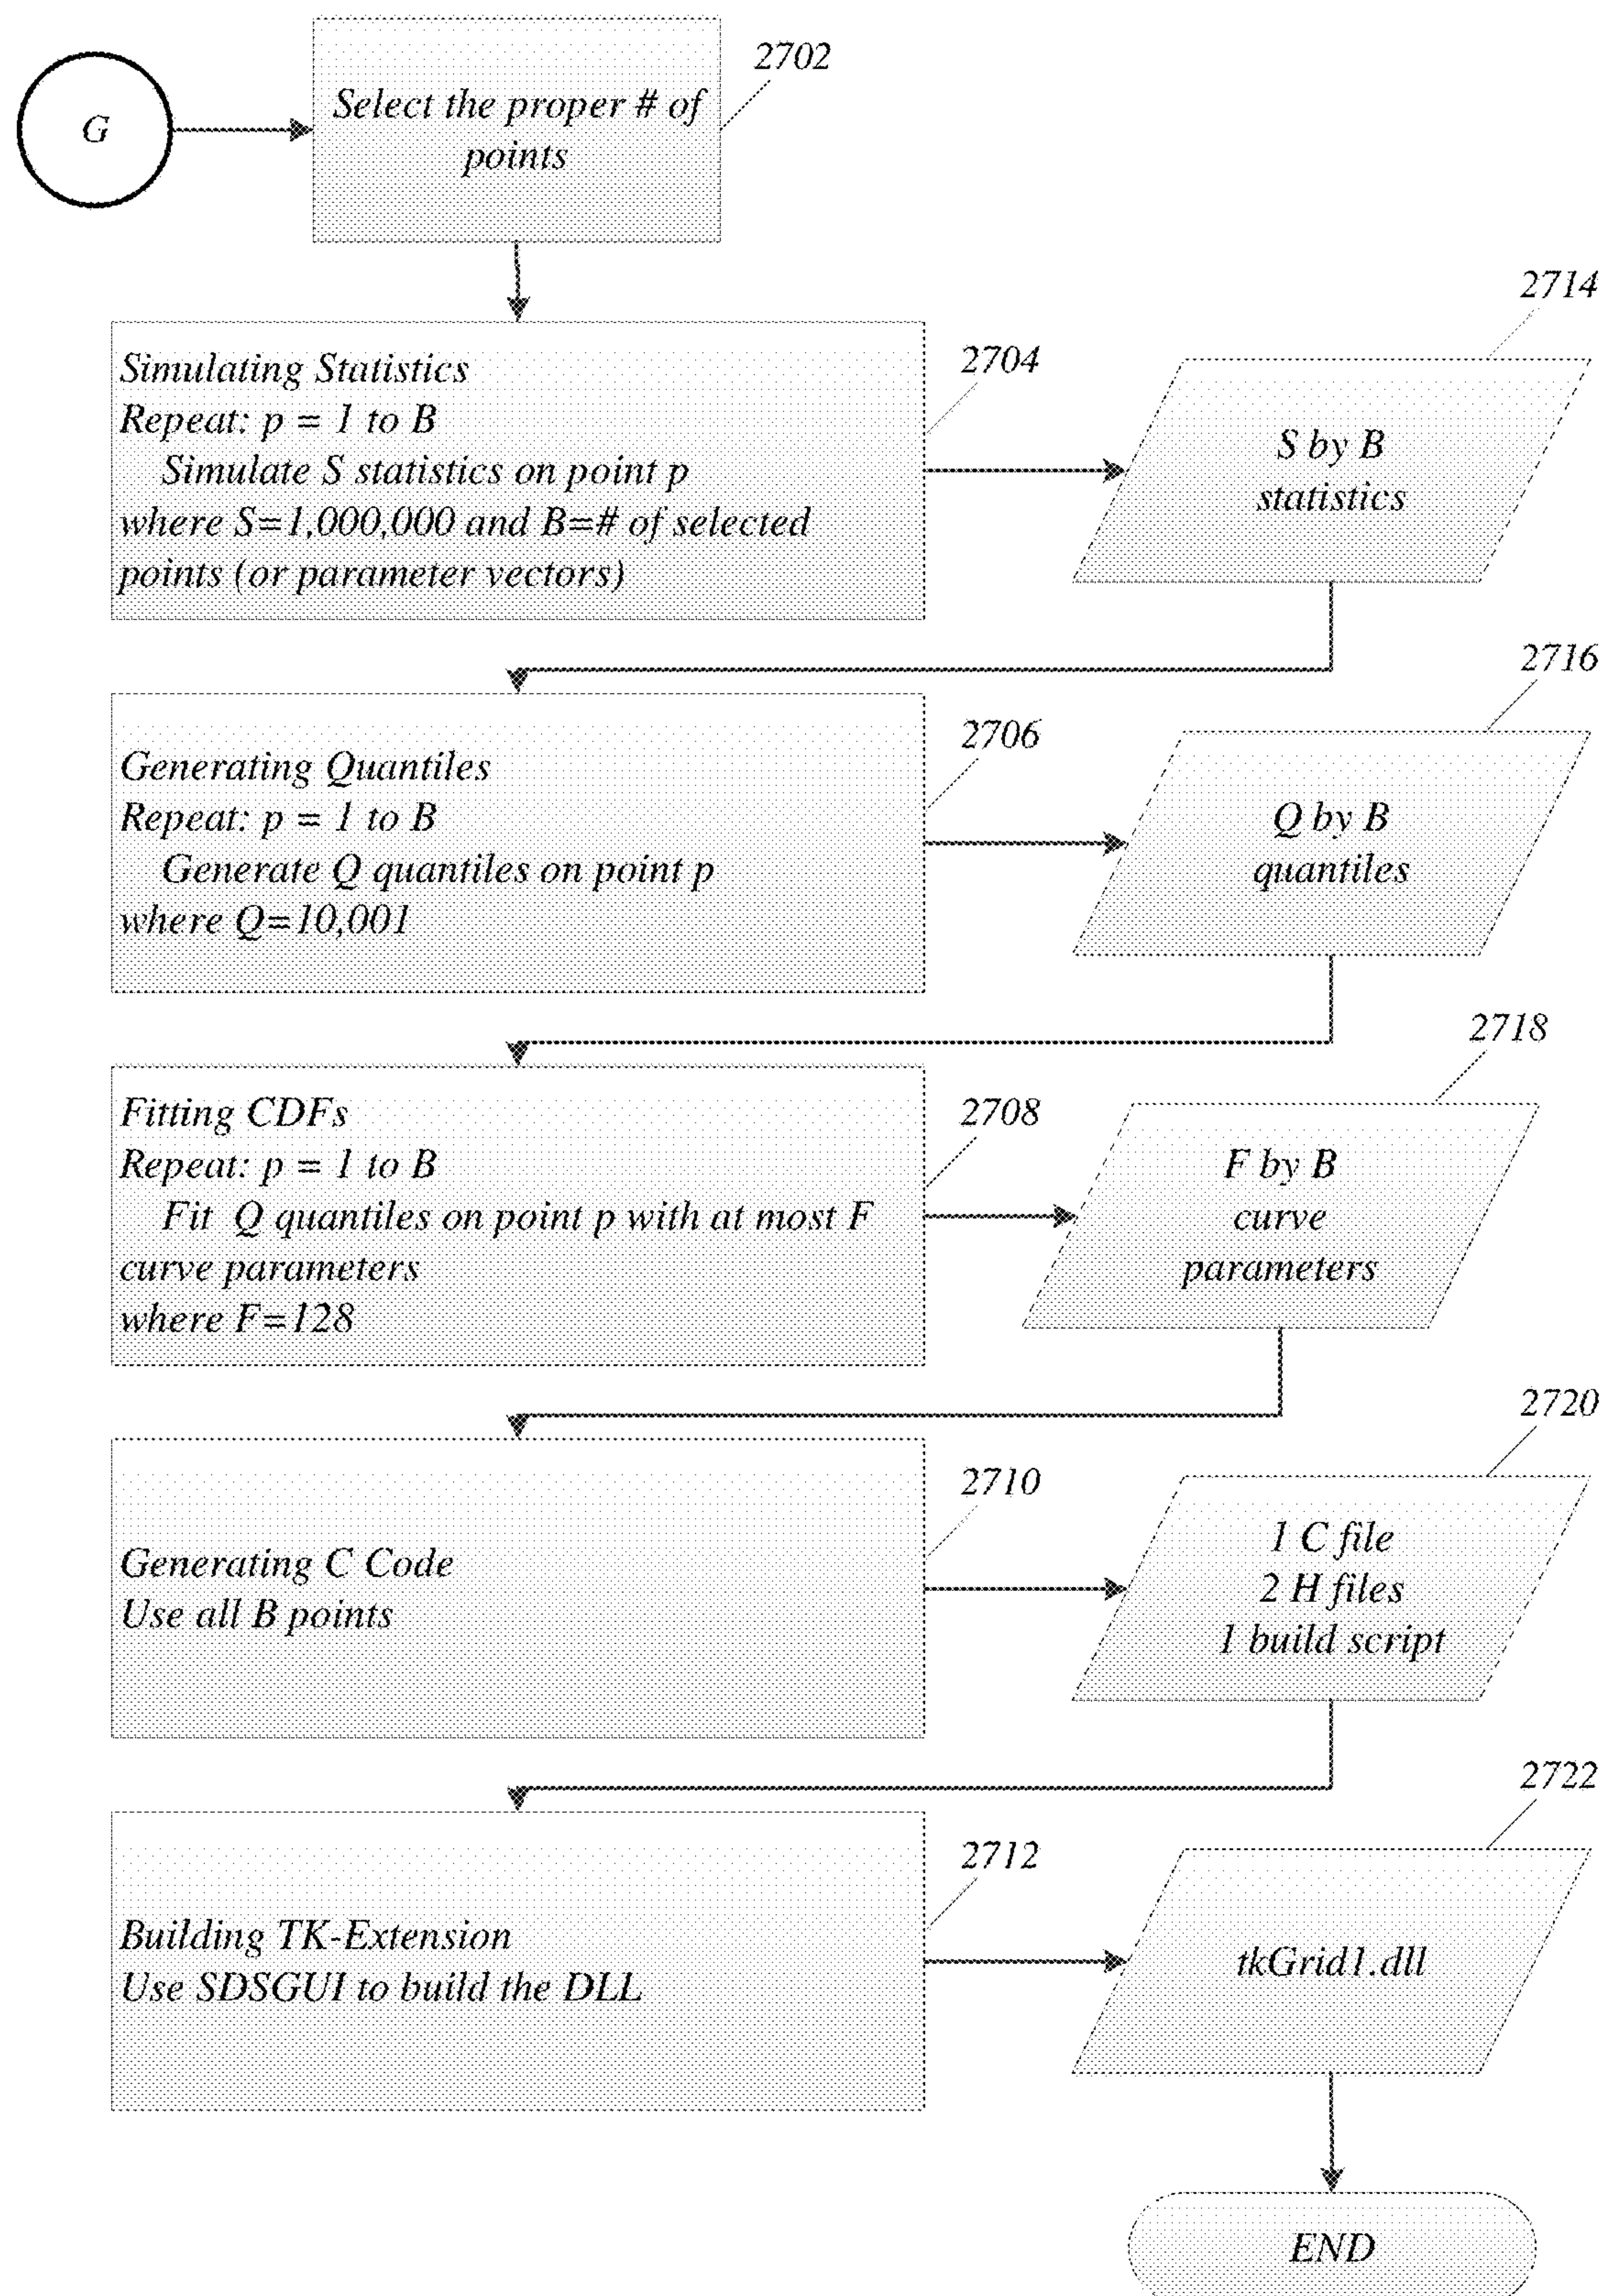 G
Select the proper # of
points
2702
Simulating Statistics
Repeat: p = 1 to B
Simulate S statistics on point p
where S=1,000,000 and B=# of selected
points (or parameter vectors)
2704
S by B
statistics
2714
Generating Quantiles
Repeat: p = 1 to B
Generate Q quantiles on point p
where Q=10,001
2706
Q by B
quantiles
2716
Fitting CDFs
Repeat: p = 1 to B
Fit Q quantiles on point p with at most F
curve parameters
where F=128
2708
F by B
curve
parameters
2718
Generating C Code
Use all B points
2710
1 C file
2 H files
1 build script
2720
Building TK-Extension
Use SDSGUI to build the DLL
2712
tkGrid1.dll
2722
END